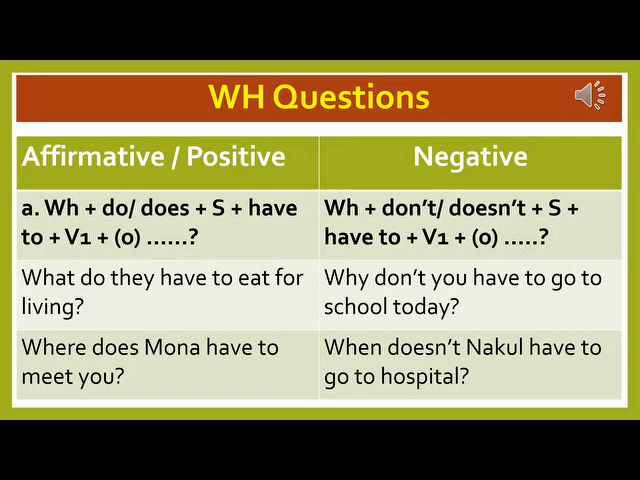 WH Questions
Affirmative / Positive
Negative
a. Wh + do/ does + S + have
to + V1 + (o) ......?
Wh + don’t/ doesn’t + S +
have to + V1 + (o) .....?
What do they have to eat for
living?
Why don’t you have to go to
school today?
Where does Mona have to
meet you?
When doesn’t Nakul have to
go to hospital?